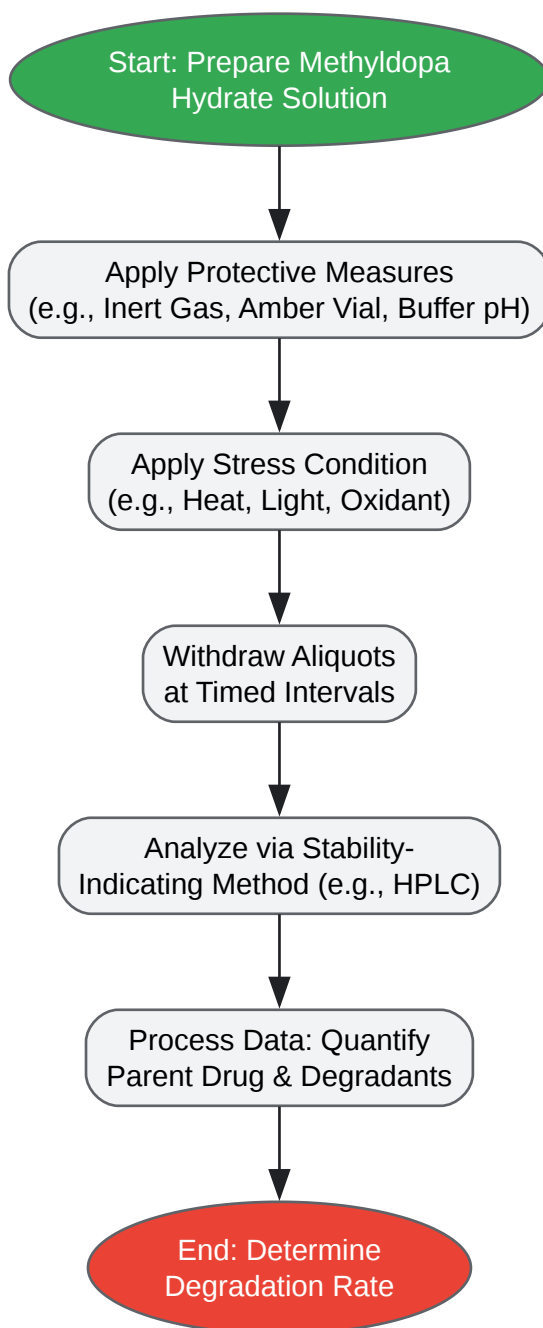 Start: Prepare Methyldopa
Hydrate Solution
Apply Protective Measures
(e.g., Inert Gas, Amber Vial, Buffer pH)
Apply Stress Condition
(e.g., Heat, Light, Oxidant)
Withdraw Aliquots
at Timed Intervals
Analyze via Stability-
Indicating Method (e.g., HPLC)
Process Data: Quantify
Parent Drug & Degradants
End: Determine
Degradation Rate